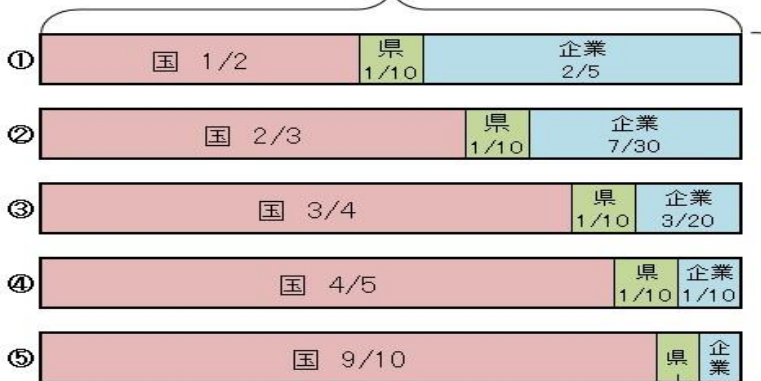 ① 国 1/2 県 1/10 企業 2/5
② 国 2/3 県 1/10 企業 7/30
③ 国 3/4 県 1/10 企業 3/20
④ 国 4/5 県 1/10 企業 1/10
⑤ 国 9/10 県 企業